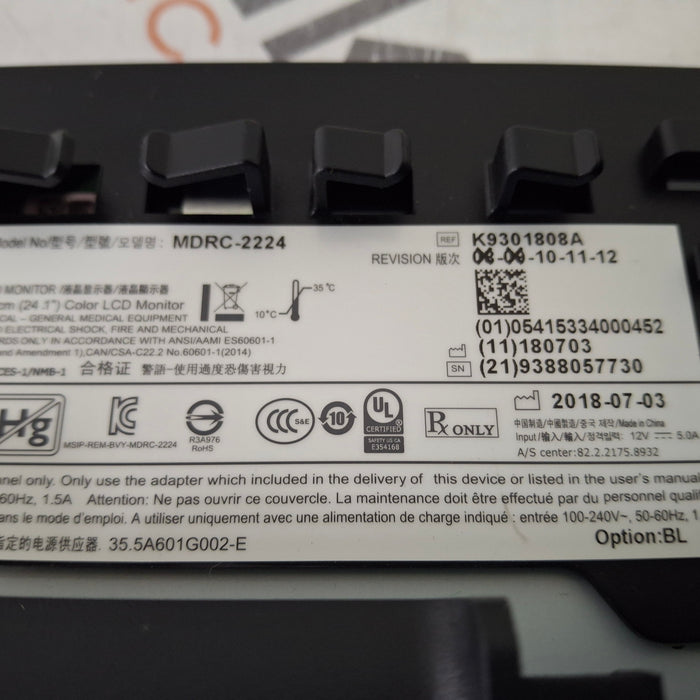 Model No/型号/型號/모델명: MDRC-2224
REF K9301808A
REVISION 版次 08-09-10-11-12
MONITOR/液晶显示器/液晶顯示器
cm (24.1") Color LCD Monitor
10°C 35°C
CAL – GENERAL MEDICAL EQUIPMENT
ELECTRICAL SHOCK, FIRE AND MECHANICAL
RDS ONLY IN ACCORDANCE WITH ANSI/AAMI ES60601-1
and Amendment 1),CAN/CSA-C22.2 No.60601-1(2014)
CES-1/NMB-1 合格证 警語-使用過度恐傷害視力
(01)05415334000452
(11)180703
SN (21)9388057730
Hg
MSIP-REM-BVY-MDRC-2224
R3A976
RoHS
CCC S&E
10
UL
CERTIFIED
SAFETY US CA
E354168
Rx ONLY
2018-07-03
中国制造/中國製造/중국 제작/Made in China
Input/输入/輸入/정격입력: 12V 5.0A
A/S center:82.2.2175.8932
nel only. Only use the adapter which included in the delivery of this device or listed in the user's manual
60Hz, 1.5A Attention: Ne pas ouvrir ce couvercle. La maintenance doit être effectué par du personnel quali
ans le mode d'emploi. A utiliser uniquement avec une alimentation de charge indiqué : entrée 100-240V~, 50-60Hz, 1
指定的电源供应器. 35.5A601G002-E
Option:BL